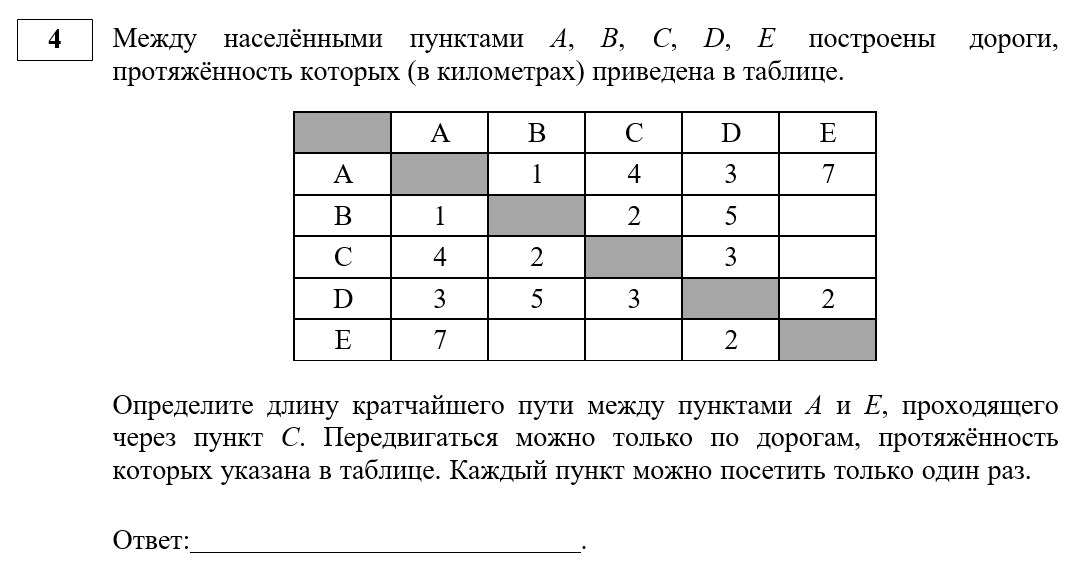 4 Между населёнными пунктами A, B, C, D, E построены дороги,
протяжённость которых (в километрах) приведена в таблице.
A B C D E
A 1 4 3 7
B 1 2 5
C 4 2 3
D 3 5 3 2
E 7 2
Определите длину кратчайшего пути между пунктами A и E, проходящего
через пункт C. Передвигаться можно только по дорогам, протяжённость
которых указана в таблице. Каждый пункт можно посетить только один раз.
Ответ:___________________________.